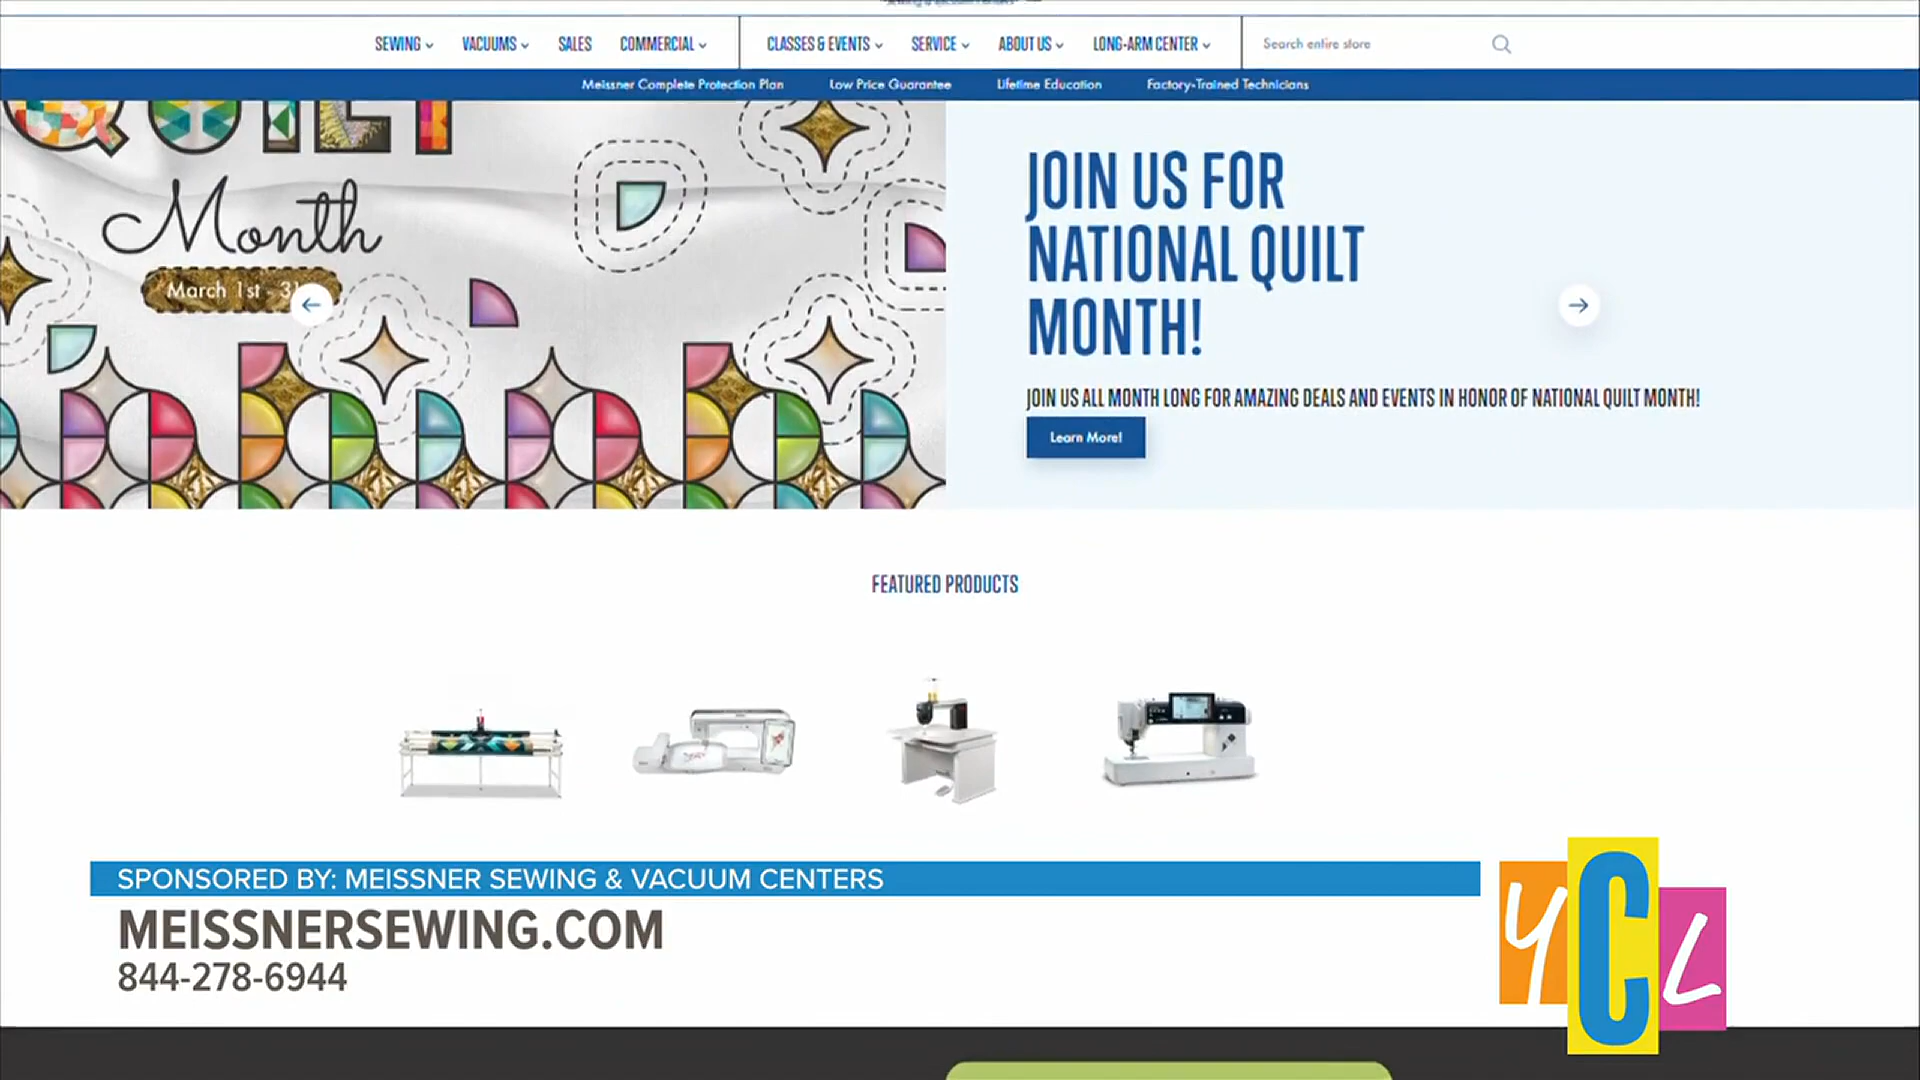 SEWING
VACUUMS
SALES
COMMERCIAL
CLASSES & EVENTS
SERVICE
ABOUT US
LONG-ARM CENTER
Search entire store
Meissner Complete Protection Plan
Low Price Guarantee
Lifetime Education
Factory-Trained Technicians
QUILT
Month
March 1st - 31
JOIN US FOR
NATIONAL QUILT
MONTH!
JOIN US ALL MONTH LONG FOR AMAZING DEALS AND EVENTS IN HONOR OF NATIONAL QUILT MONTH!
Learn More!
FEATURED PRODUCTS
SPONSORED BY: MEISSNER SEWING & VACUUM CENTERS
MEISSNERSEWING.COM
844-278-6944
YCL